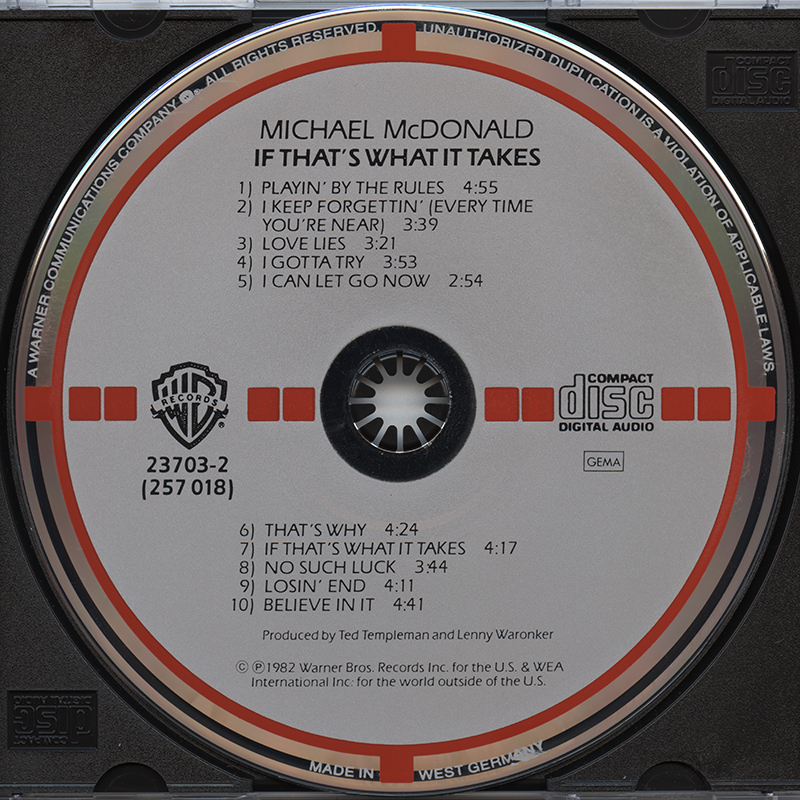 A WARNER COMMUNICATIONS COMPANY ALL RIGHTS RESERVED. UNAUTHORIZED DUPLICATION IS A VIOLATION OF APPLICABLE LAWS.
COMPACT
disc
DIGITAL AUDIO
MICHAEL McDONALD
IF THAT'S WHAT IT TAKES
1) PLAYIN' BY THE RULES 4:55
2) I KEEP FORGETTIN' (EVERY TIME
YOU'RE NEAR) 3:39
3) LOVE LIES 3:21
4) I GOTTA TRY 3:53
5) I CAN LET GO NOW 2:54
WB
RECORDS
®
23703-2
(257 018)
COMPACT
disc
DIGITAL AUDIO
GEMA
6) THAT'S WHY 4:24
7) IF THAT'S WHAT IT TAKES 4:17
8) NO SUCH LUCK 3:44
9) LOSIN' END 4:11
10) BELIEVE IN IT 4:41
Produced by Ted Templeman and Lenny Waronker
© ℗ 1982 Warner Bros. Records Inc. for the U.S. & WEA
International Inc. for the world outside of the U.S.
COMPACT
disc
DIGITAL AUDIO
MADE IN WEST GERMANY